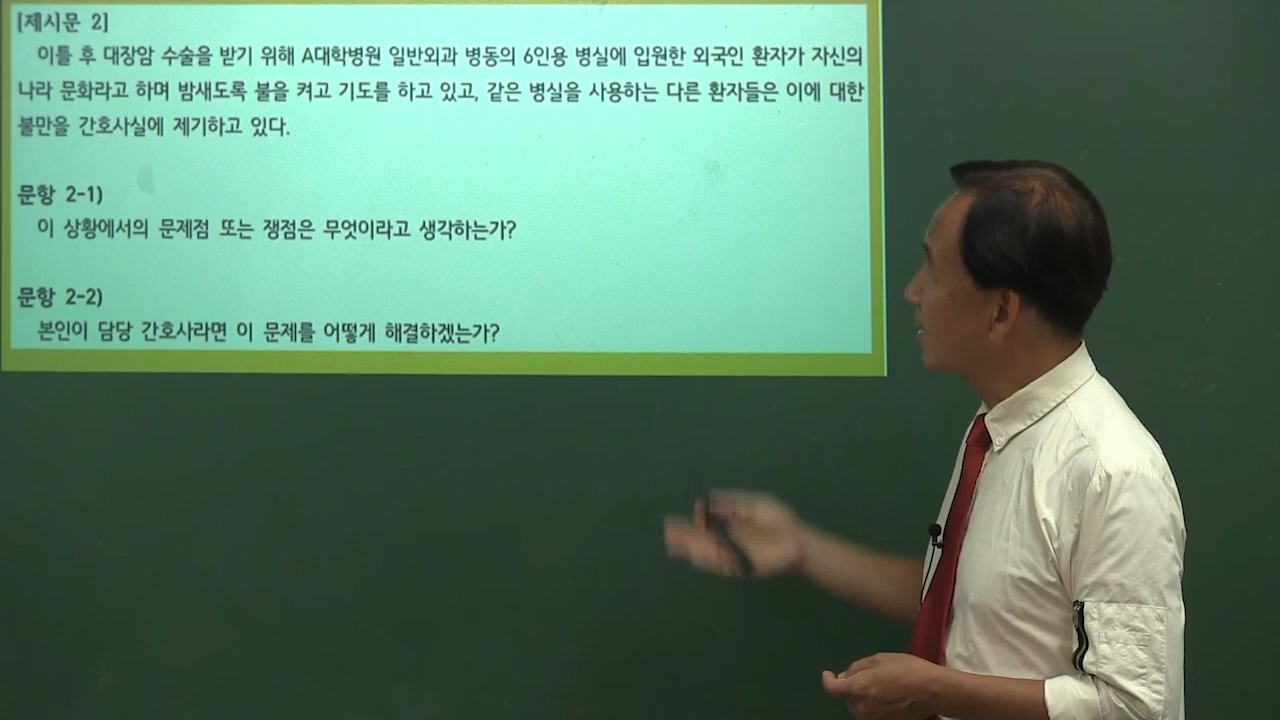 [제시문 2]
이틀 후 대장암 수술을 받기 위해 A대학병원 일반외과 병동의 6인용 병실에 입원한 외국인 환자가 자신의
나라 문화라고 하며 밤새도록 불을 켜고 기도를 하고 있고, 같은 병실을 사용하는 다른 환자들은 이에 대한
불만을 간호사실에 제기하고 있다.
문항 2-1)
이 상황에서의 문제점 또는 쟁점은 무엇이라고 생각하는가?
문항 2-2)
본인이 담당 간호사라면 이 문제를 어떻게 해결하겠는가?